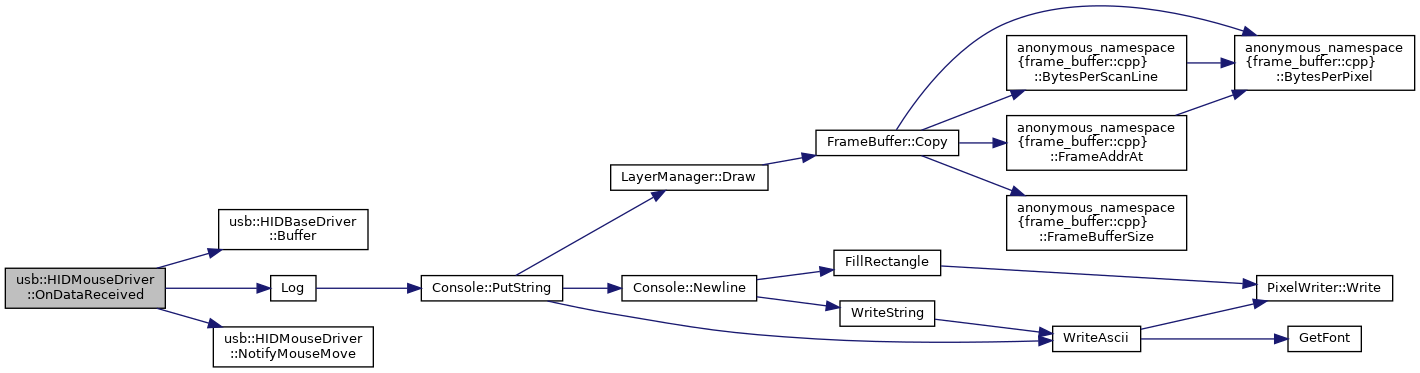 usb::HIDMouseDriver
::OnDataReceived
usb::HIDBaseDriver
::Buffer
Log
usb::HIDMouseDriver
::NotifyMouseMove
Console::PutString
LayerManager::Draw
Console::Newline
FrameBuffer::Copy
FillRectangle
WriteString
anonymous_namespace
{frame_buffer::cpp}
::BytesPerScanLine
anonymous_namespace
{frame_buffer::cpp}
::FrameAddrAt
anonymous_namespace
{frame_buffer::cpp}
::FrameBufferSize
WriteAscii
anonymous_namespace
{frame_buffer::cpp}
::BytesPerPixel
PixelWriter::Write
GetFont